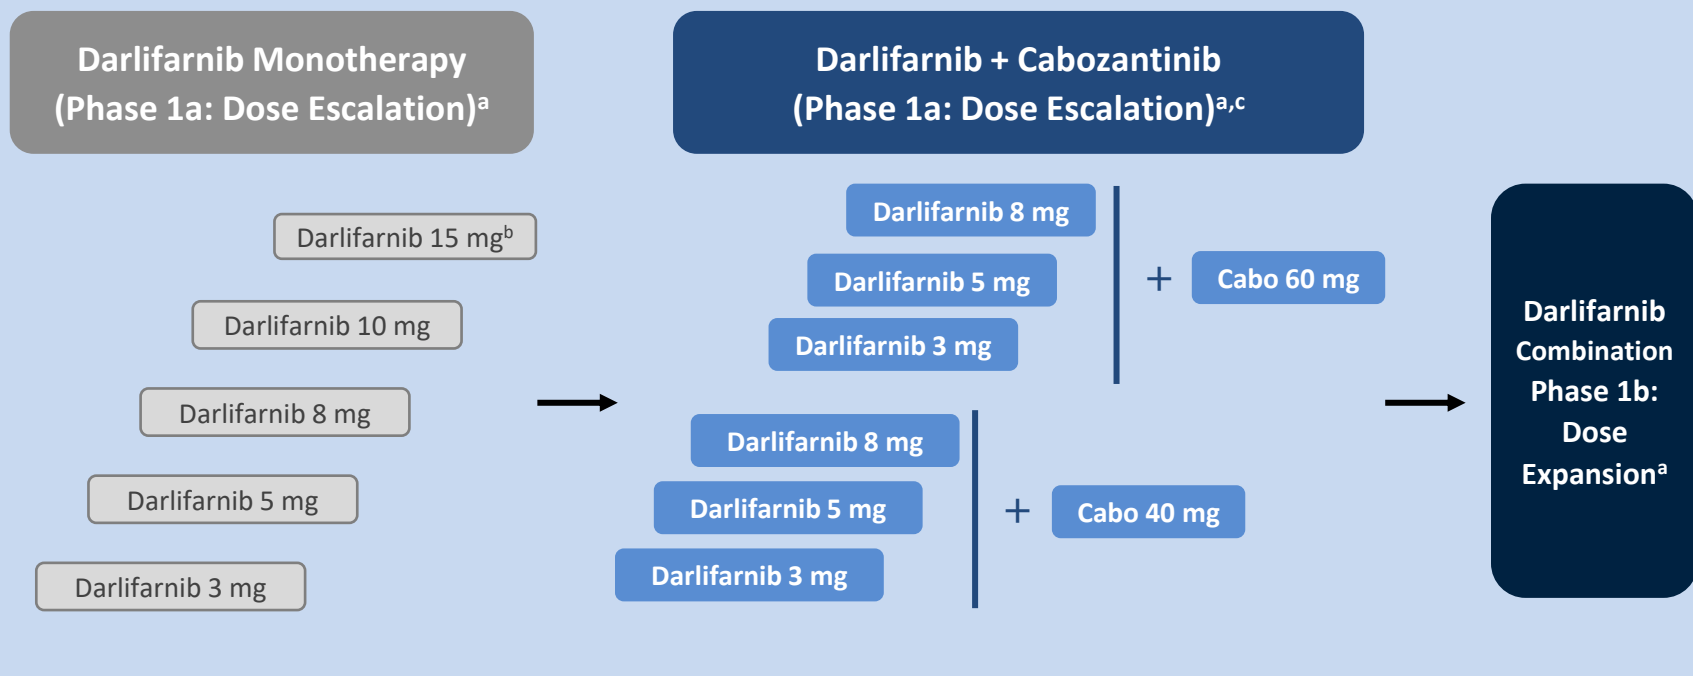 Darlifarnib Monotherapy
(Phase 1a: Dose Escalation)ᵃ
Darlifarnib 15 mgᵇ
Darlifarnib 10 mg
Darlifarnib 8 mg
Darlifarnib 5 mg
Darlifarnib 3 mg
Darlifarnib + Cabozantinib
(Phase 1a: Dose Escalation)ᵃ,ᶜ
Darlifarnib 8 mg
Darlifarnib 5 mg
Darlifarnib 3 mg
+
Cabo 60 mg
Darlifarnib 8 mg
Darlifarnib 5 mg
Darlifarnib 3 mg
+
Cabo 40 mg
Darlifarnib
Combination
Phase 1b:
Dose
Expansionᵃ